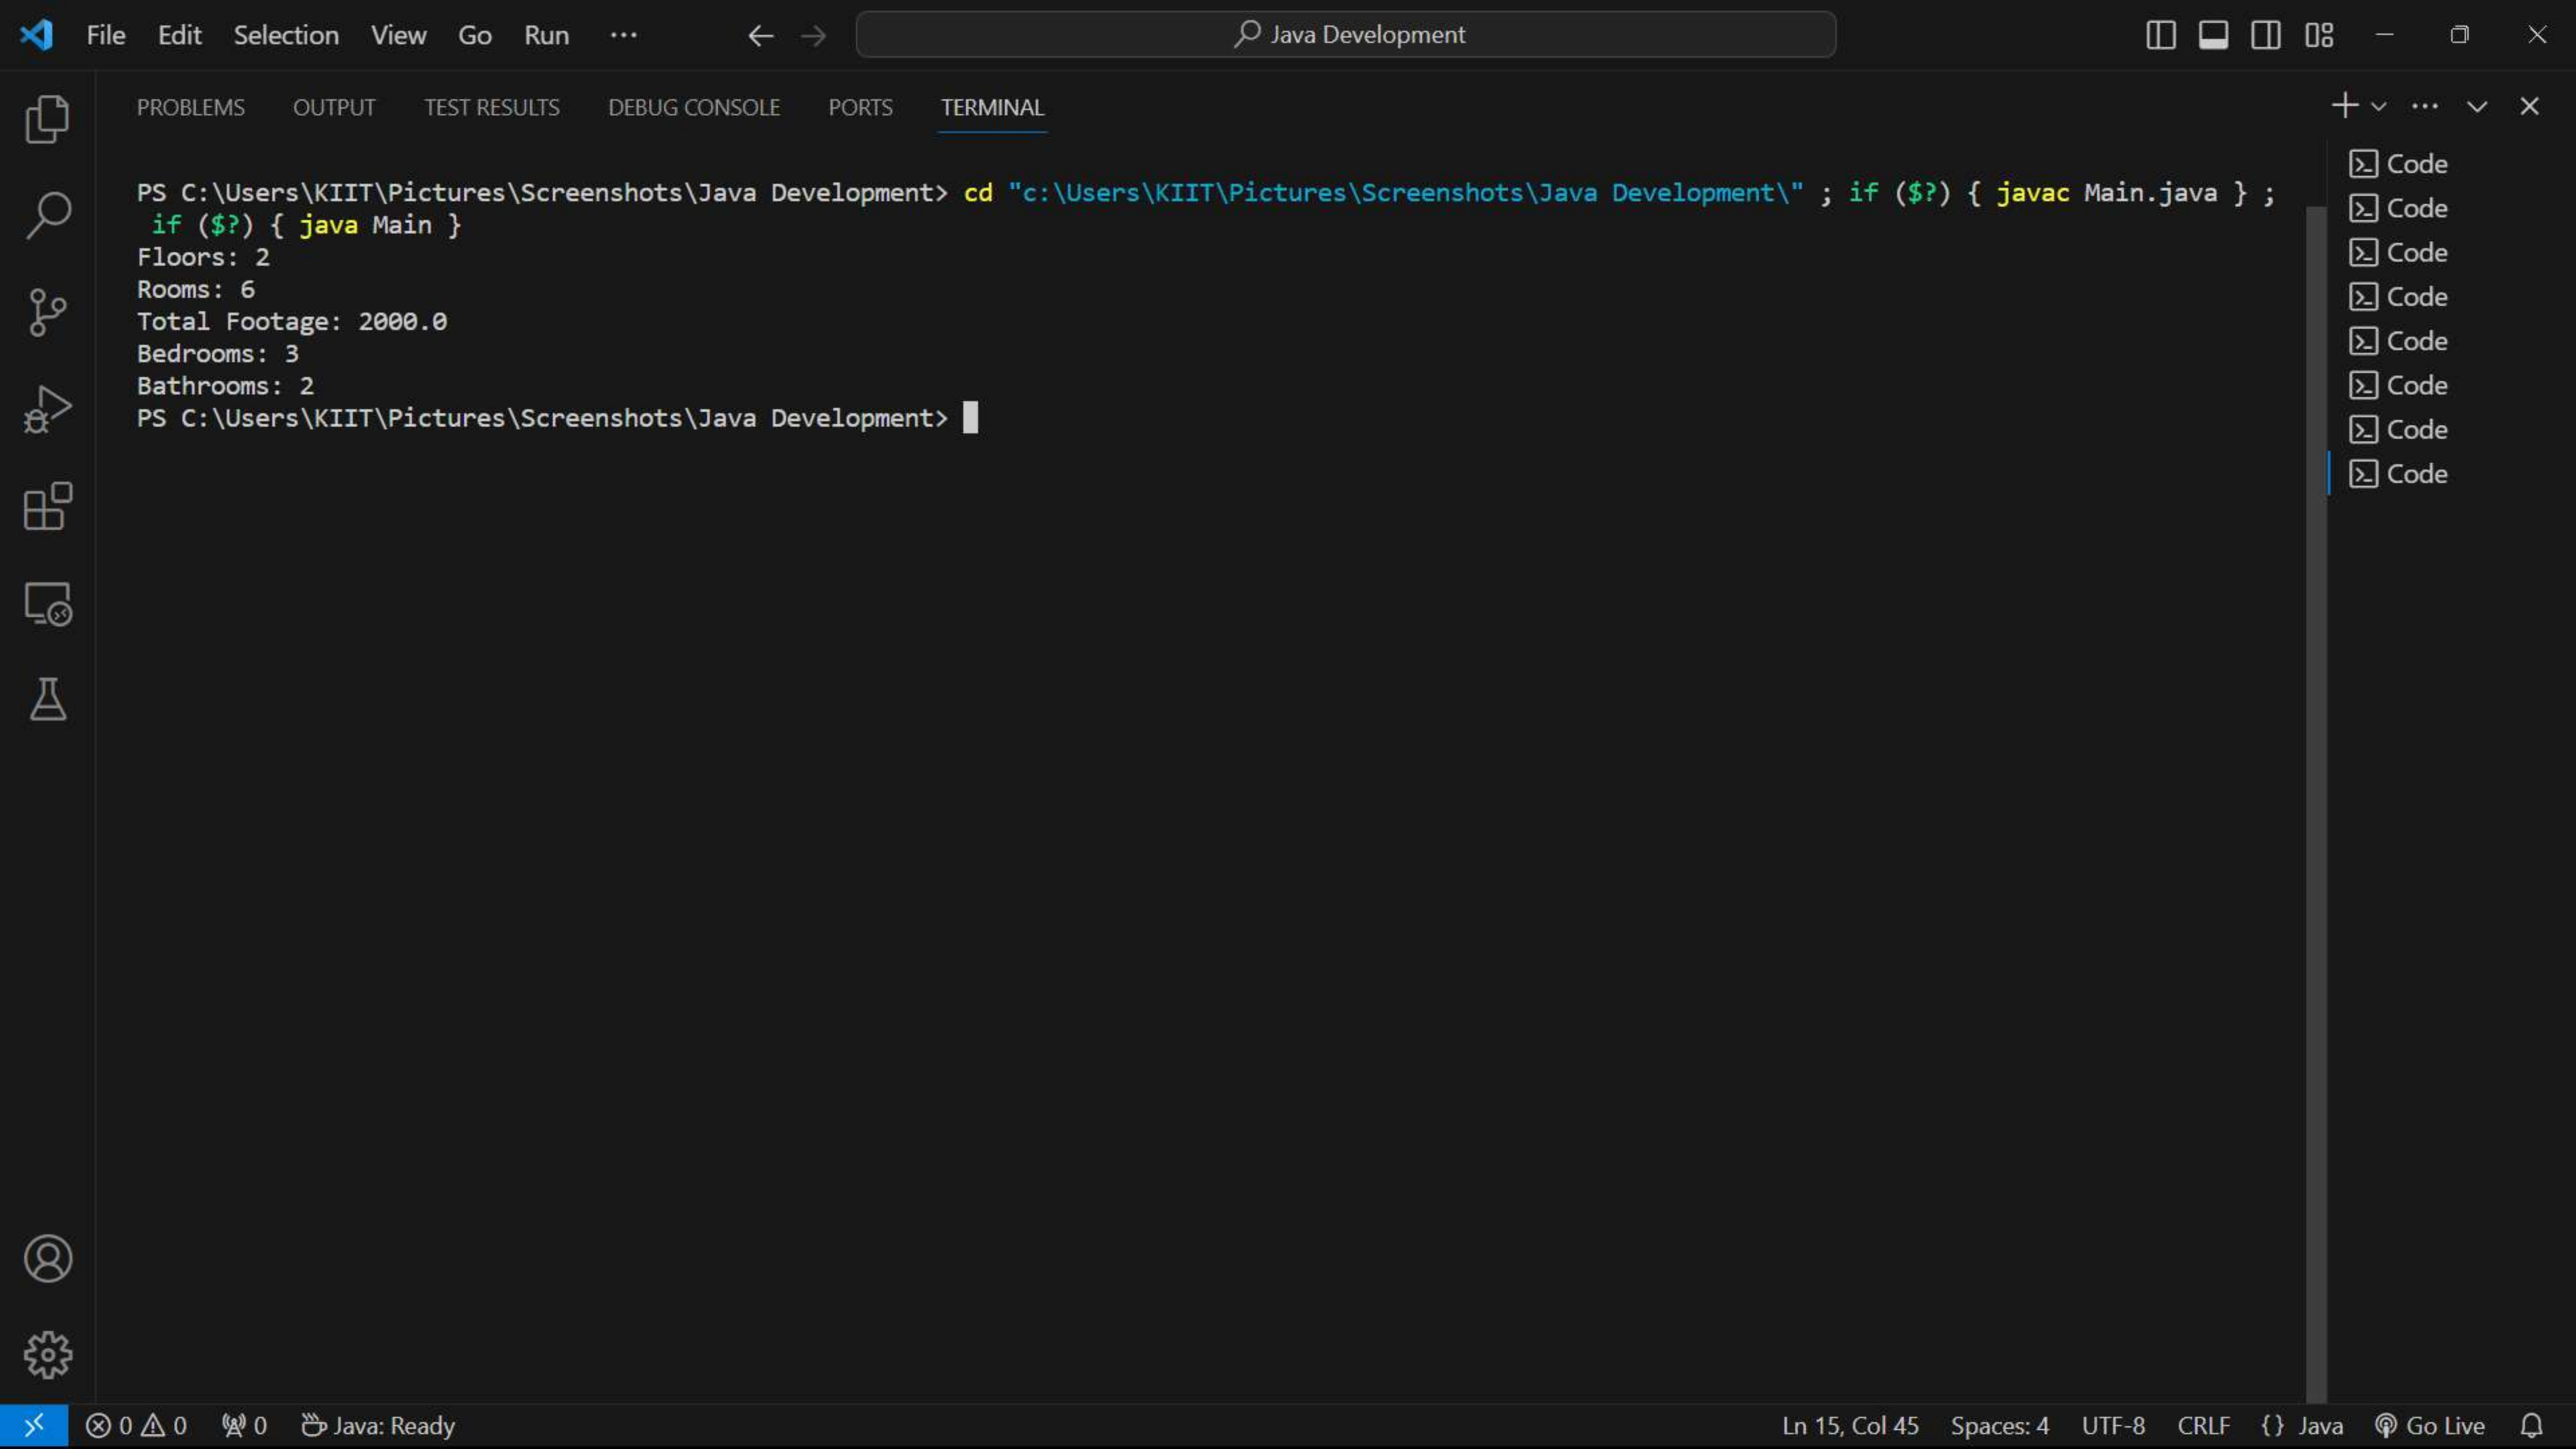 File Edit Selection View Go Run ··· Java Development
PROBLEMS OUTPUT TEST RESULTS DEBUG CONSOLE PORTS TERMINAL
PS C:\Users\KIIT\Pictures\Screenshots\Java Development> cd "c:\Users\KIIT\Pictures\Screenshots\Java Development\" ; if ($?) { javac Main.java } ;
if ($?) { java Main }
Floors: 2
Rooms: 6
Total Footage: 2000.0
Bedrooms: 3
Bathrooms: 2
PS C:\Users\KIIT\Pictures\Screenshots\Java Development>
Code
Code
Code
Code
Code
Code
Code
Code
0 0 0 Java: Ready Ln 15, Col 45 Spaces: 4 UTF-8 CRLF {} Java Go Live